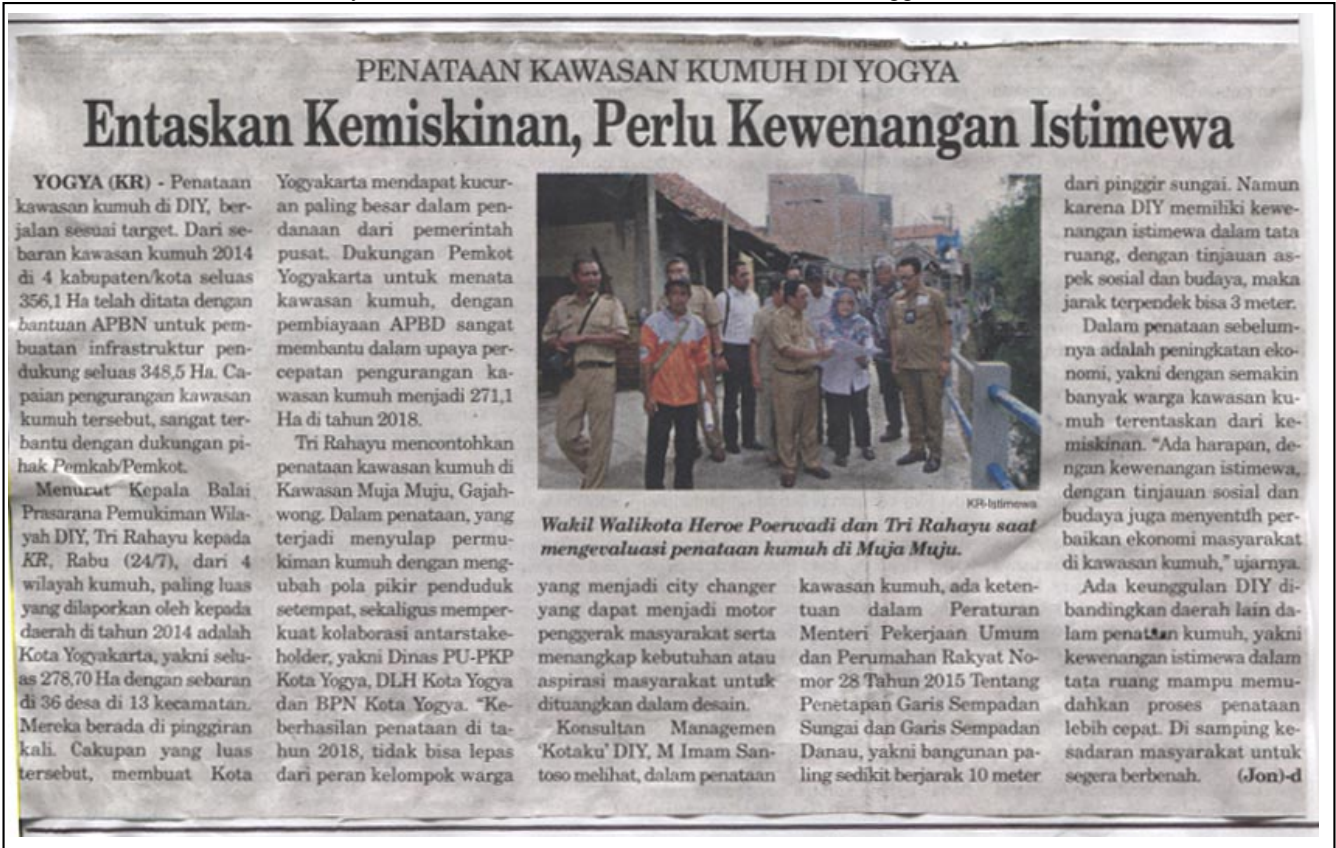 PENATAAN KAWASAN KUMUH DI YOGYA
Entaskan Kemiskinan, Perlu Kewenangan Istimewa
YOGYA (KR) - Penataan
kawasan kumuh di DIY, ber-
jalan sesuai target. Dari se-
baran kawasan kumuh 2014
di 4 kabupaten/kota seluas
356,1 Ha telah ditata dengan
bantuan APBN untuk pem-
buatan infrastruktur pen-
dukung seluas 348,5 Ha. Ca-
paian pengurangan kawasan
kumuh tersebut, sangat ter-
bantu dengan dukungan pi-
hak Pemkab/Pemkot.
Menurut Kepala Balai
Prasarana Pemukiman Wila-
yah DIY, Tri Rahayu kepada
KR, Rabu (24/7), dari 4
wilayah kumuh, paling luas
yang dilaporkan oleh kepada
daerah di tahun 2014 adalah
Kota Yogyakarta, yakni selu-
as 278,70 Ha dengan sebaran
di 36 desa di 13 kecamatan.
Mereka berada di pinggiran
kali. Cakupan yang luas
tersebut, membuat Kota
Yogyakarta mendapat kucur-
an paling besar dalam pen-
danaan dari pemerintah
pusat. Dukungan Pemkot
Yogyakarta untuk menata
kawasan kumuh, dengan
pembiayaan APBD sangat
membantu dalam upaya per-
cepatan pengurangan ka-
wasan kumuh menjadi 271,1
Ha di tahun 2018.
Tri Rahayu mencontohkan
penataan kawasan kumuh di
Kawasan Muja Muju, Gajah-
wong. Dalam penataan, yang
terjadi menyulap permu-
kiman kumuh dengan meng-
ubah pola pikir penduduk
setempat, sekaligus memper-
kuat kolaborasi antarstake-
holder, yakni Dinas PU-PKP
Kota Yogya, DLH Kota Yogya
dan BPN Kota Yogya. "Ke-
berhasilan penataan di ta-
hun 2018, tidak bisa lepas
dari peran kelompok warga
KR-Istimewa
Wakil Walikota Heroe Poerwadi dan Tri Rahayu saat
mengevaluasi penataan kumuh di Muja Muju.
yang menjadi city changer
yang dapat menjadi motor
penggerak masyarakat serta
menangkap kebutuhan atau
aspirasi masyarakat untuk
dituangkan dalam desain.
Konsultan Managemen
'Kotaku' DIY, M Imam San-
toso melihat, dalam penataan
kawasan kumuh, ada keten-
tuan dalam Peraturan
Menteri Pekerjaan Umum
dan Perumahan Rakyat No-
mor 28 Tahun 2015 Tentang
Penetapan Garis Sempadan
Sungai dan Garis Sempadan
Danau, yakni bangunan pa-
ling sedikit berjarak 10 meter
dari pinggir sungai. Namun
karena DIY memiliki kewe-
nangan istimewa dalam tata
ruang, dengan tinjauan as-
pek sosial dan budaya, maka
jarak terpendek bisa 3 meter.
Dalam penataan sebelum-
nya adalah peningkatan eko-
nomi, yakni dengan semakin
banyak warga kawasan ku-
muh terentaskan dari ke-
miskinan. "Ada harapan, de-
ngan kewenangan istimewa,
dengan tinjauan sosial dan
budaya juga menyentuh per-
baikan ekonomi masyarakat
di kawasan kumuh," ujarnya.
Ada keunggulan DIY di-
bandingkan daerah lain da-
lam penataan kumuh, yakni
kewenangan istimewa dalam
tata ruang mampu memu-
dahkan proses penataan
lebih cepat. Di samping ke-
sadaran masyarakat untuk
segera berbenah. (Jon)-d